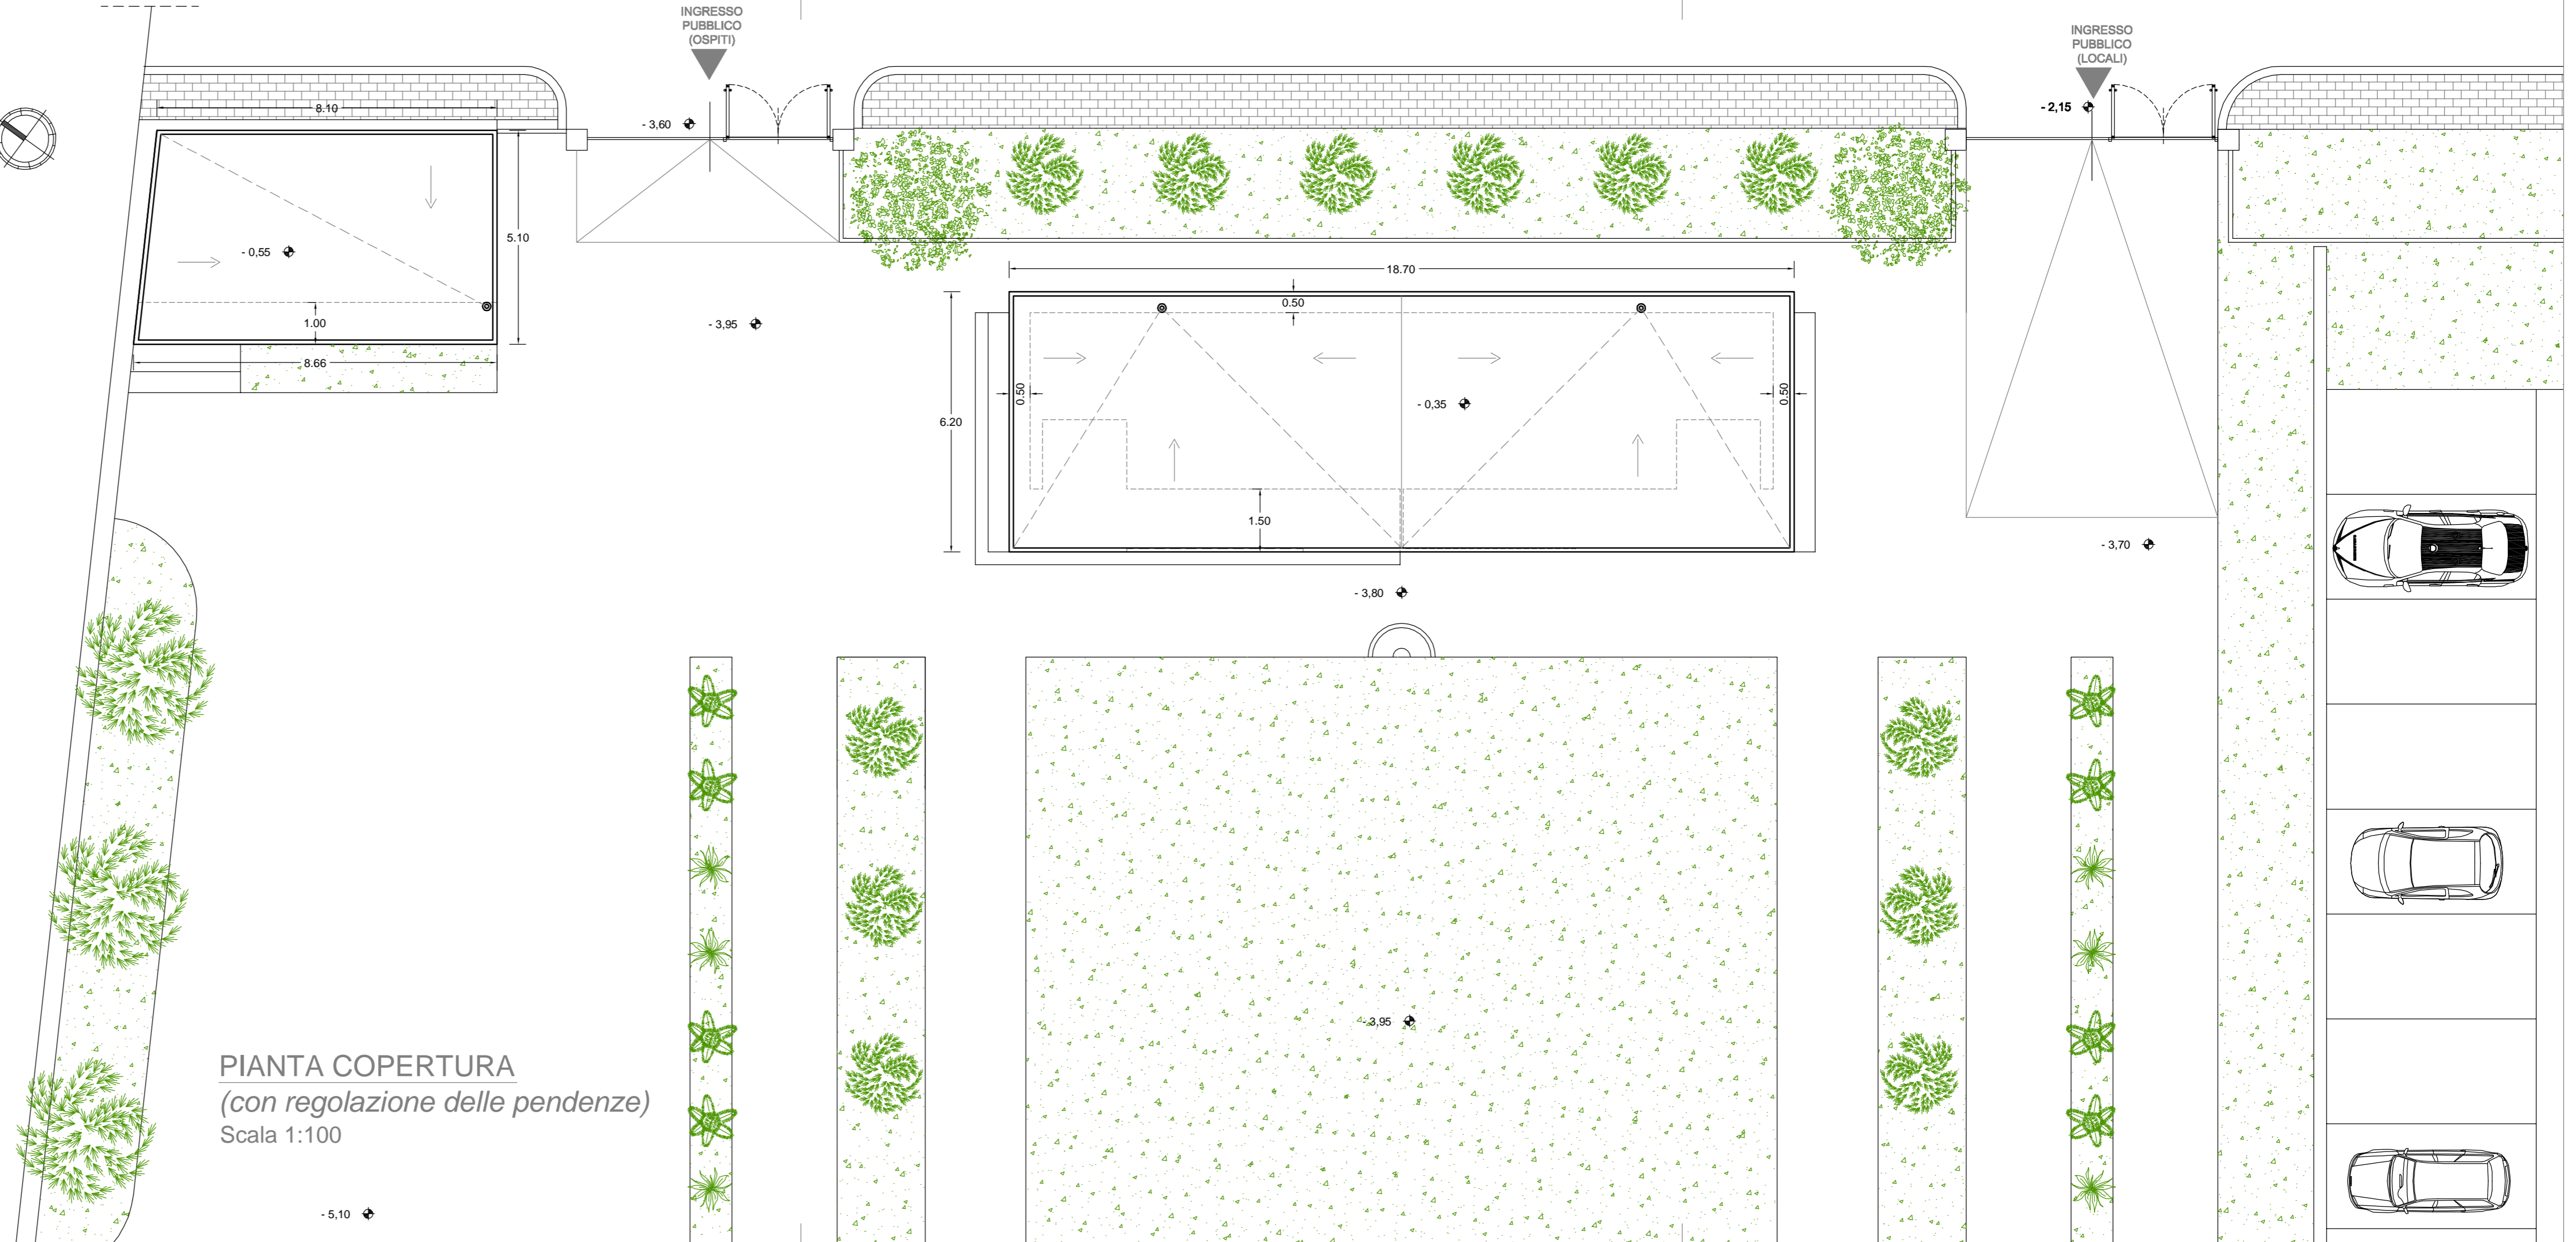 INGRESSO
PUBBLICO
(OSPITI)
INGRESSO
PUBBLICO
(LOCALI)
8.10
- 3,60
- 2,15
5.10
- 0,55
18.70
0.50
1.00
- 3,95
8.66
0.50
0.50
- 0,35
6.20
1.50
- 3,70
- 3,80
- 3,95
PIANTA COPERTURA
(con regolazione delle pendenze)
Scala 1:100
- 5,10